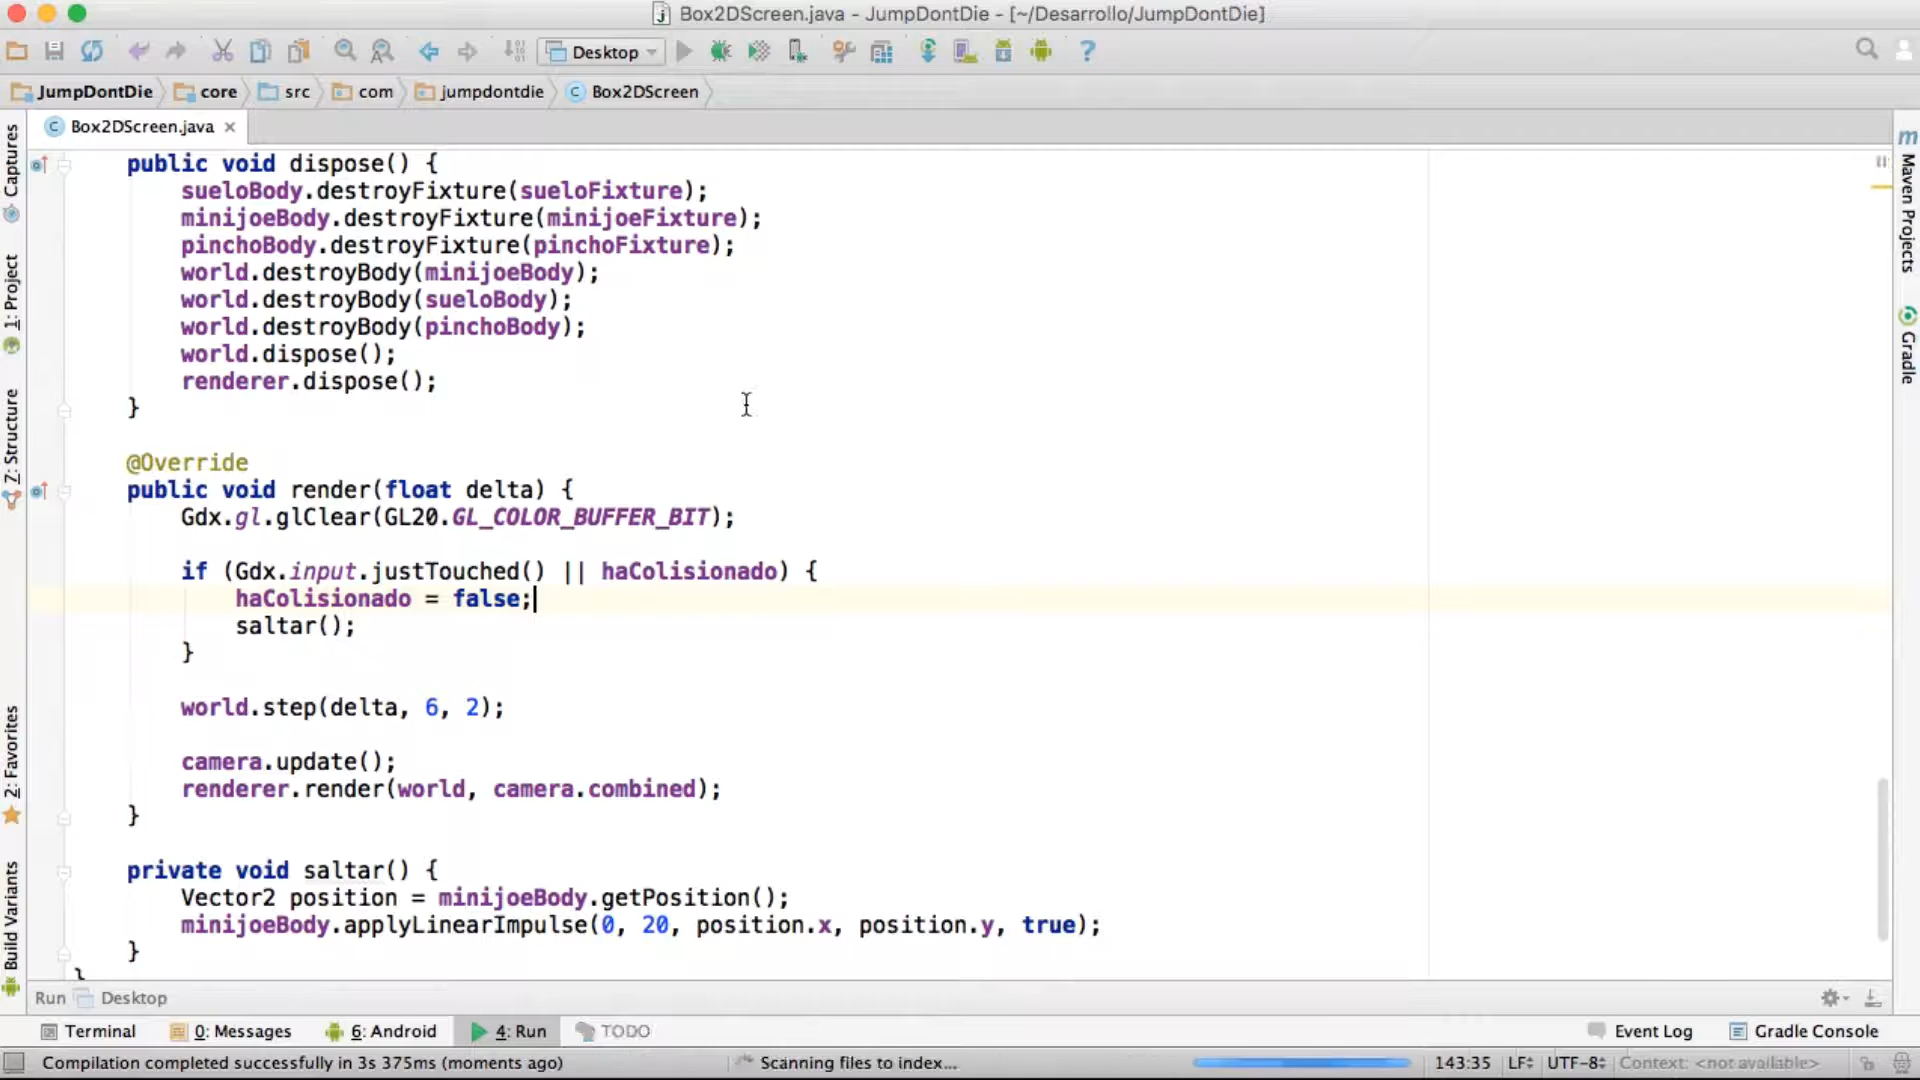 Box2DScreen.java - JumpDontDie - [~/Desarrollo/JumpDontDie]
Desktop
JumpDontDie core src com jumpdontdie Box2DScreen
Box2DScreen.java
Captures
1: Project
7: Structure
2: Favorites
Build Variants
Maven Projects
Gradle
public void dispose() {
sueloBody.destroyFixture(sueloFixture);
minijoeBody.destroyFixture(minijoeFixture);
pinchoBody.destroyFixture(pinchoFixture);
world.destroyBody(minijoeBody);
world.destroyBody(sueloBody);
world.destroyBody(pinchoBody);
world.dispose();
renderer.dispose();
}
@Override
public void render(float delta) {
Gdx.gl.glClear(GL20.GL_COLOR_BUFFER_BIT);
if (Gdx.input.justTouched() || haColisionado) {
haColisionado = false;
saltar();
}
world.step(delta, 6, 2);
camera.update();
renderer.render(world, camera.combined);
}
private void saltar() {
Vector2 position = minijoeBody.getPosition();
minijoeBody.applyLinearImpulse(0, 20, position.x, position.y, true);
}
}
Run Desktop
Terminal 0: Messages 6: Android 4: Run TODO Event Log Gradle Console
Compilation completed successfully in 3s 375ms (moments ago) Scanning files to index... 143:35 LF UTF-8 Context: <not available>